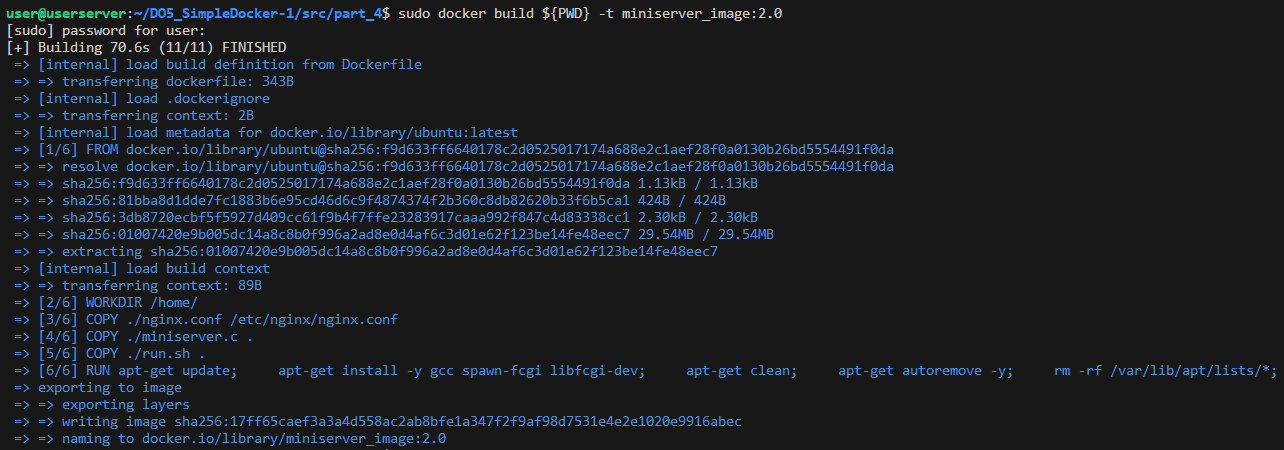 user@userserver:~/DO5_SimpleDocker-1/src/part_4$ sudo docker build ${PWD} -t miniserver_image:2.0
[sudo] password for user:
[+] Building 70.6s (11/11) FINISHED
=> [internal] load build definition from Dockerfile
=> => transferring dockerfile: 343B
=> [internal] load .dockerignore
=> => transferring context: 2B
=> [internal] load metadata for docker.io/library/ubuntu:latest
=> [1/6] FROM docker.io/library/ubuntu@sha256:f9d633ff6640178c2d0525017174a688e2c1aef28f0a0130b26bd5554491f0da
=> => resolve docker.io/library/ubuntu@sha256:f9d633ff6640178c2d0525017174a688e2c1aef28f0a0130b26bd5554491f0da
=> => sha256:f9d633ff6640178c2d0525017174a688e2c1aef28f0a0130b26bd5554491f0da 1.13kB / 1.13kB
=> => sha256:81bba8d1dde7fc1883b6e95cd46d6c9f4874374f2b360c8db82620b33f6b5ca1 424B / 424B
=> => sha256:3db8720ecbf5f5927d409cc61f9b4f7ffe23283917caaa992f847c4d83338cc1 2.30kB / 2.30kB
=> => sha256:01007420e9b005dc14a8c8b0f996a2ad8e0d4af6c3d01e62f123be14fe48eec7 29.54MB / 29.54MB
=> => extracting sha256:01007420e9b005dc14a8c8b0f996a2ad8e0d4af6c3d01e62f123be14fe48eec7
=> [internal] load build context
=> => transferring context: 89B
=> [2/6] WORKDIR /home/
=> [3/6] COPY ./nginx.conf /etc/nginx/nginx.conf
=> [4/6] COPY ./miniserver.c .
=> [5/6] COPY ./run.sh .
=> [6/6] RUN apt-get update;     apt-get install -y gcc spawn-fcgi libfcgi-dev;     apt-get clean;     apt-get autoremove -y;     rm -rf /var/lib/apt/lists/*;
=> exporting to image
=> => exporting layers
=> => writing image sha256:17ff65caef3a3a4d558ac2ab8bfe1a347f2f9af98d7531e4e2e1020e9916abec
=> => naming to docker.io/library/miniserver_image:2.0